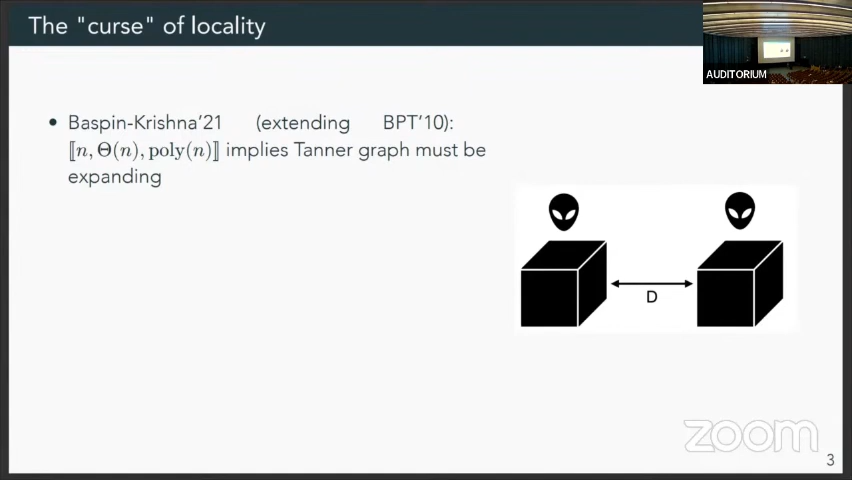 The "curse" of locality
AUDITORIUM
• Baspin-Krishna'21 (extending BPT'10):
⟦n, Θ(n), poly(n)⟧ implies Tanner graph must be
expanding
D
zoom
3